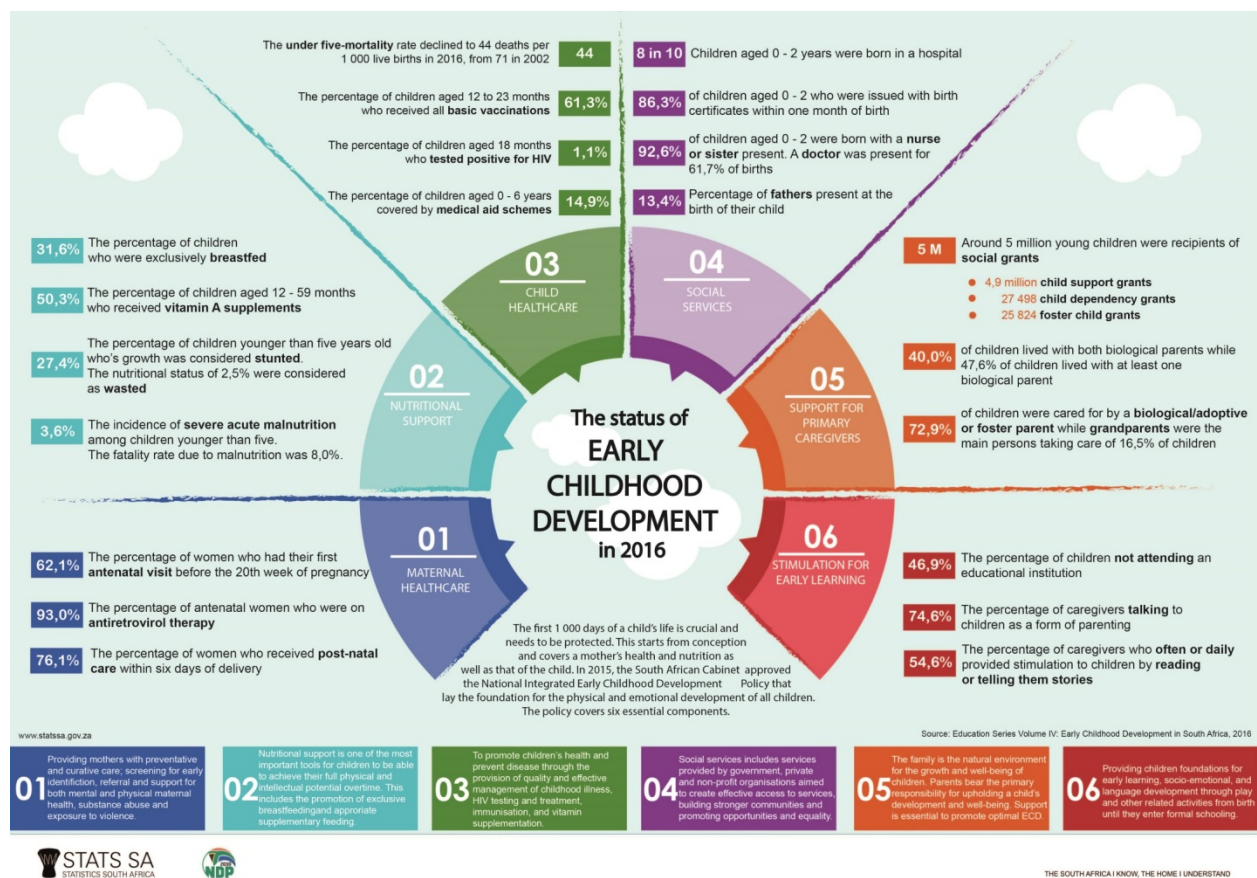 The under five-mortality rate declined to 44 deaths per
1 000 live births in 2016, from 71 in 2002
44
The percentage of children aged 12 to 23 months
who received all basic vaccinations
61,3%
The percentage of children aged 18 months
who tested positive for HIV
1,1%
The percentage of children aged 0 - 6 years
covered by medical aid schemes
14,9%
8 in 10
Children aged 0 - 2 years were born in a hospital
86,3%
of children aged 0 - 2 who were issued with birth
certificates within one month of birth
92,6%
of children aged 0 - 2 were born with a nurse
or sister present. A doctor was present for
61,7% of births
13,4%
Percentage of fathers present at the
birth of their child
31,6%
The percentage of children
who were exclusively breastfed
50,3%
The percentage of children aged 12 - 59 months
who received vitamin A supplements
27,4%
The percentage of children younger than five years old
who's growth was considered stunted.
The nutritional status of 2,5% were considered
as wasted
3,6%
The incidence of severe acute malnutrition
among children younger than five.
The fatality rate due to malnutrition was 8,0%.
5 M
Around 5 million young children were recipients of
social grants
4,9 million child support grants
27 498 child dependency grants
25 824 foster child grants
40,0%
of children lived with both biological parents while
47,6% of children lived with at least one
biological parent
72,9%
of children were cared for by a biological/adoptive
or foster parent while grandparents were the
main persons taking care of 16,5% of children
03
CHILD
HEALTHCARE
04
SOCIAL
SERVICES
02
NUTRITIONAL
SUPPORT
05
SUPPORT FOR
PRIMARY
CAREGIVERS
01
MATERNAL
HEALTHCARE
06
STIMULATION FOR
EARLY LEARNING
The status of
EARLY
CHILDHOOD
DEVELOPMENT
in 2016
62,1%
The percentage of women who had their first
antenatal visit before the 20th week of pregnancy
93,0%
The percentage of antenatal women who were on
antiretrovirol therapy
76,1%
The percentage of women who received post-natal
care within six days of delivery
46,9%
The percentage of children not attending an
educational institution
74,6%
The percentage of caregivers talking to
children as a form of parenting
54,6%
The percentage of caregivers who often or daily
provided stimulation to children by reading
or telling them stories
The first 1 000 days of a child's life is crucial and
needs to be protected. This starts from conception
and covers a mother's health and nutrition as
well as that of the child. In 2015, the South African Cabinet approved
the National Integrated Early Childhood Development Policy that
lay the foundation for the physical and emotional development of all children.
The policy covers six essential components.
www.statssa.gov.za
Source: Education Series Volume IV: Early Childhood Development in South Africa, 2016
01
Providing mothers with preventative
and curative care; screening for early
identifiction, referral and support for
both mental and physical maternal
health, substance abuse and
exposure to violence.
02
Nutritional support is one of the most
important tools for children to be able
to achieve their full physical and
intellectual potential overtime. This
includes the promotion of exclusive
breastfeedingand approriate
supplementary feeding.
03
To promote children's health and
prevent disease through the
provision of quality and effective
management of childhood illness,
HIV testing and treatment,
immunisation, and vitamin
supplementation.
04
Social services includes services
provided by government, private
and non-profit organisations aimed
to create effective access to services,
building stronger communities and
promoting opportunities and equality.
05
The family is the natural environment
for the growth and well-being of
children. Parents bear the primary
responsibility for upholding a child's
development and well-being. Support
is essential to promote optimal ECD.
06
Providing children foundations for
early learning, socio-emotional, and
language development through play
and other related activities from birth
until they enter formal schooling.
STATS SA
STATISTICS SOUTH AFRICA
NDP
THE SOUTH AFRICA I KNOW, THE HOME I UNDERSTAND